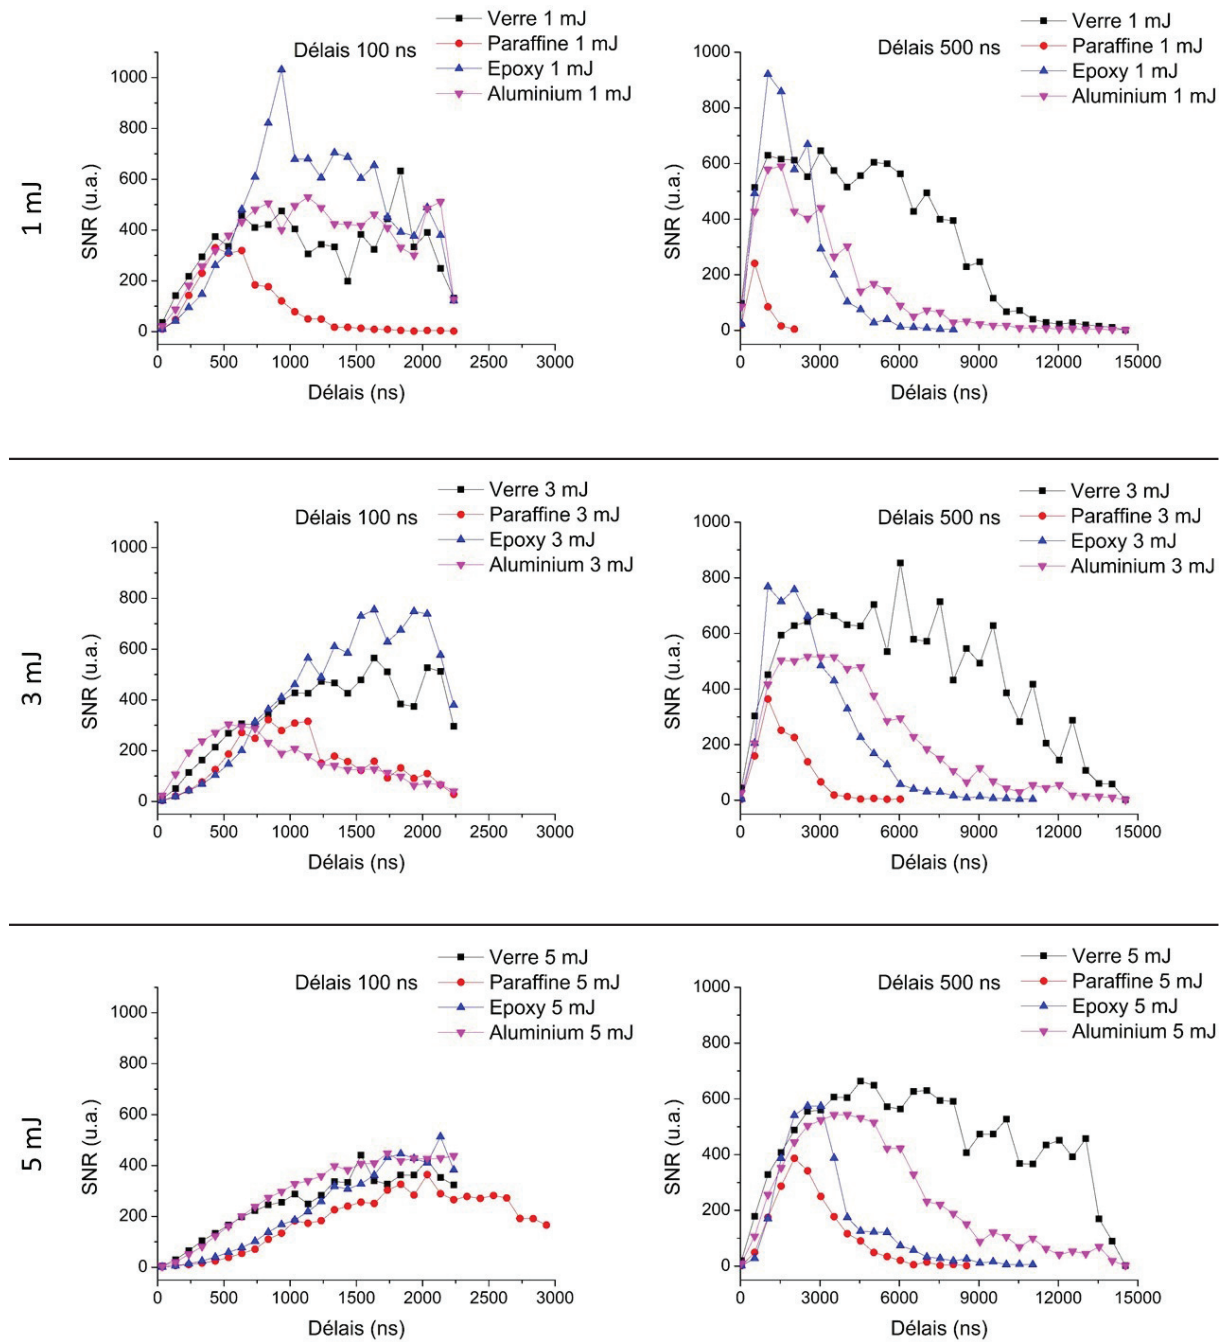 Verre 1 mJ
Paraffine 1 mJ
Epoxy 1 mJ
Aluminium 1 mJ
Délais 100 ns
1000
800
600
400
200
0
SNR (u.a.)
0 500 1000 1500 2000 2500 3000
Délais (ns)
Verre 1 mJ
Paraffine 1 mJ
Epoxy 1 mJ
Aluminium 1 mJ
Délais 500 ns
1000
800
600
400
200
0
SNR (u.a.)
0 3000 6000 9000 12000 15000
Délais (ns)
1 mJ
Verre 3 mJ
Paraffine 3 mJ
Epoxy 3 mJ
Aluminium 3 mJ
Délais 100 ns
1000
800
600
400
200
0
SNR (u.a.)
0 500 1000 1500 2000 2500 3000
Délais (ns)
Verre 3 mJ
Paraffine 3 mJ
Epoxy 3 mJ
Aluminium 3 mJ
Délais 500 ns
1000
800
600
400
200
0
SNR (u.a.)
0 3000 6000 9000 12000 15000
Délais (ns)
3 mJ
Verre 5 mJ
Paraffine 5 mJ
Epoxy 5 mJ
Aluminium 5 mJ
Délais 100 ns
1000
800
600
400
200
0
SNR (u.a.)
0 500 1000 1500 2000 2500 3000
Délais (ns)
Verre 5 mJ
Paraffine 5 mJ
Epoxy 5 mJ
Aluminium 5 mJ
Délais 500 ns
1000
800
600
400
200
0
SNR (u.a.)
0 3000 6000 9000 12000 15000
Délais (ns)
5 mJ